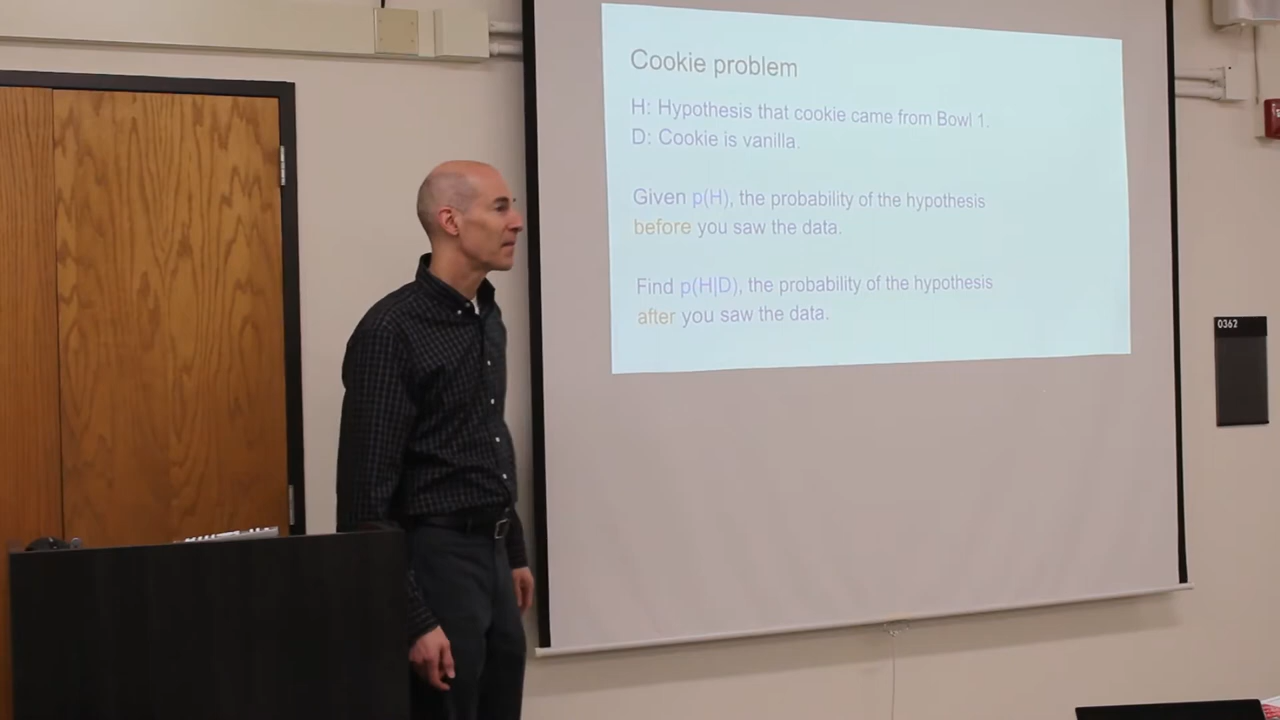 Cookie problem
H: Hypothesis that cookie came from Bowl 1.
D: Cookie is vanilla.
Given p(H), the probability of the hypothesis
before you saw the data.
Find p(H|D), the probability of the hypothesis
after you saw the data.
0362